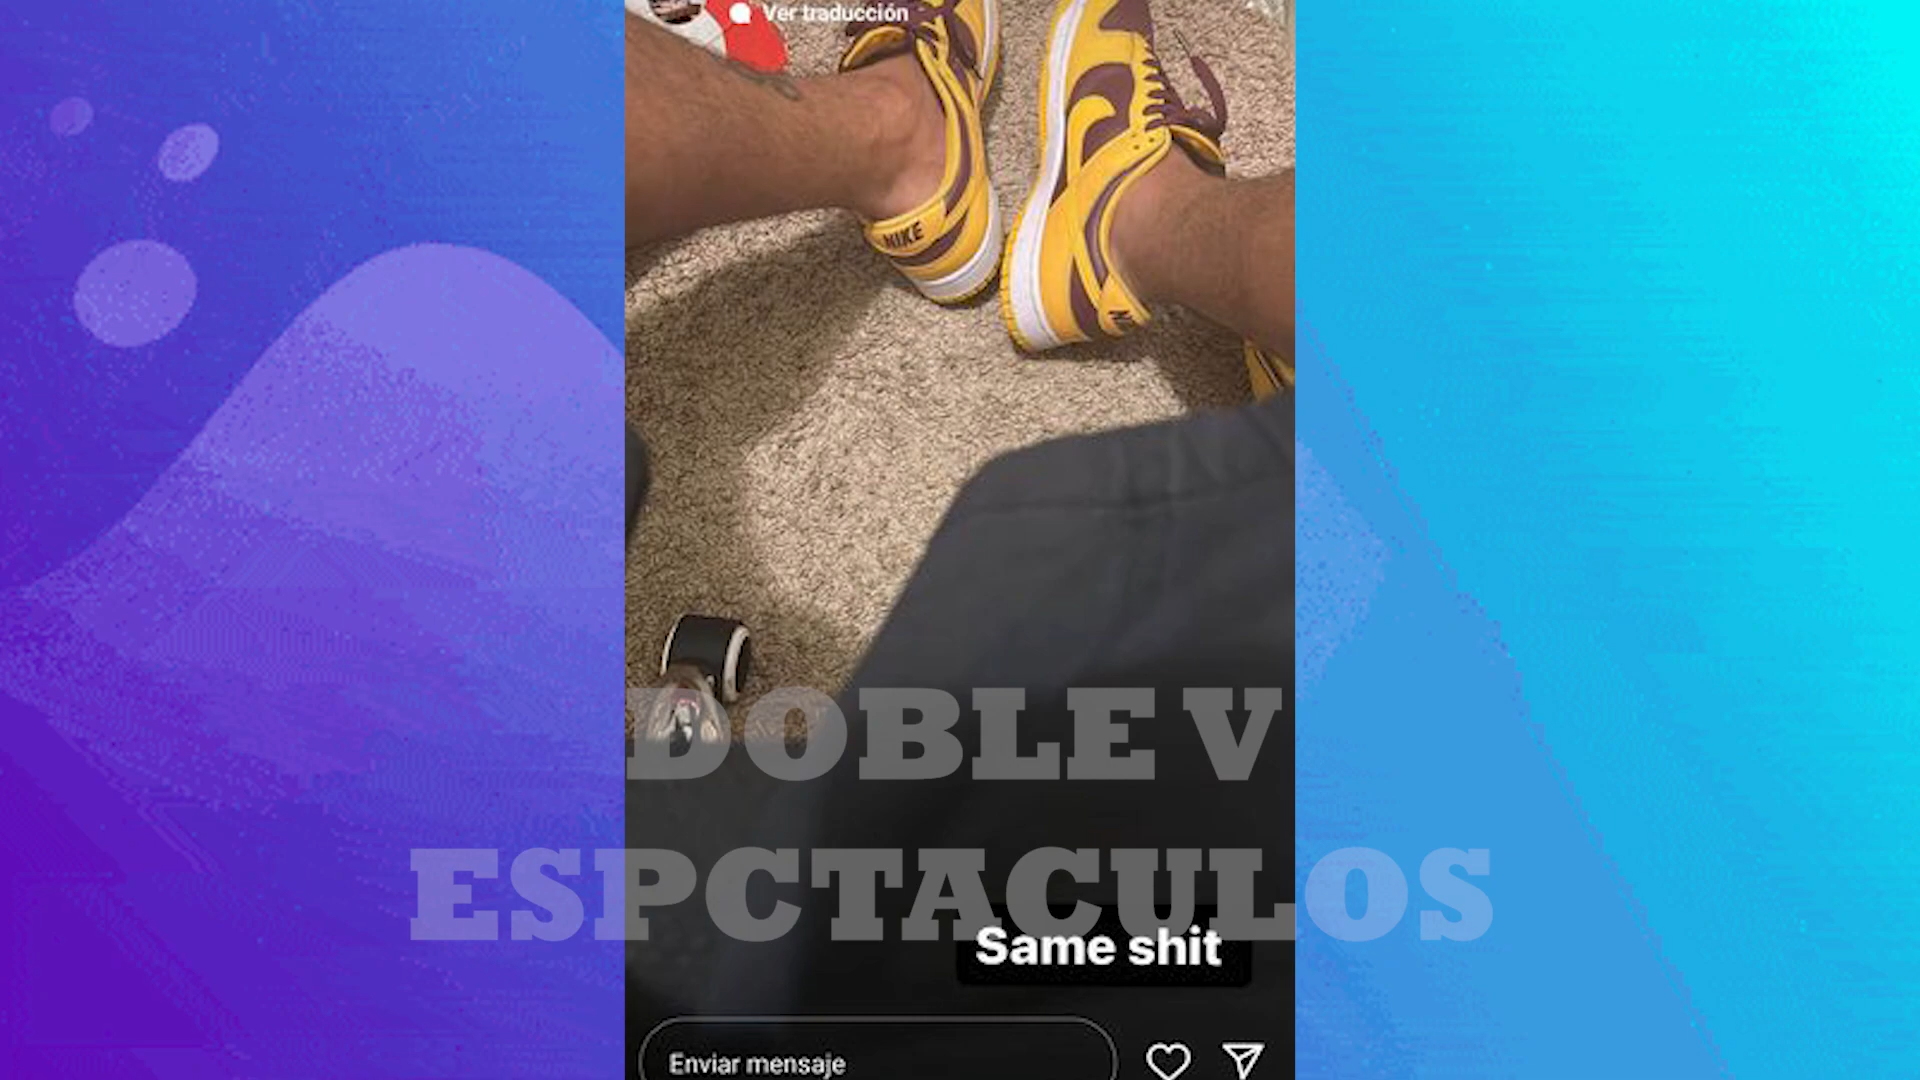 Ver traducción
NIKE
DOBLE V
ESPCTACULOS
Same shit
Enviar mensaje